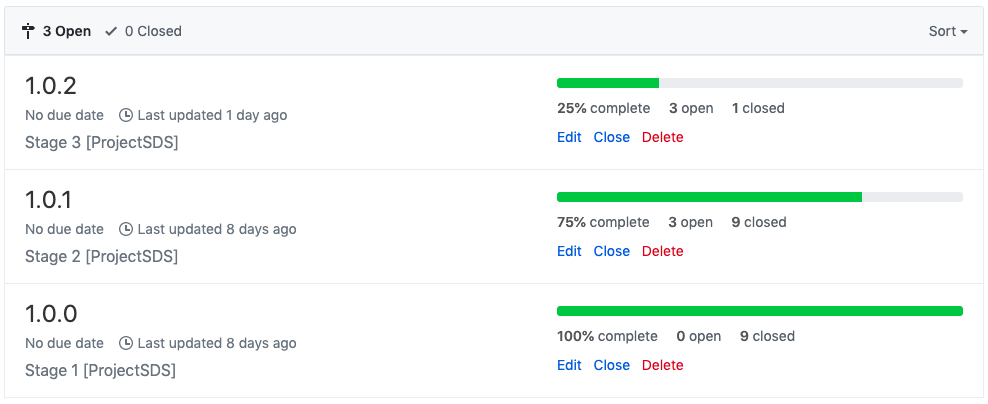 3 Open 0 Closed Sort
1.0.2
25% complete 3 open 1 closed
No due date Last updated 1 day ago
Edit Close Delete
Stage 3 [ProjectSDS]
1.0.1
75% complete 3 open 9 closed
No due date Last updated 8 days ago
Edit Close Delete
Stage 2 [ProjectSDS]
1.0.0
100% complete 0 open 9 closed
No due date Last updated 8 days ago
Edit Close Delete
Stage 1 [ProjectSDS]